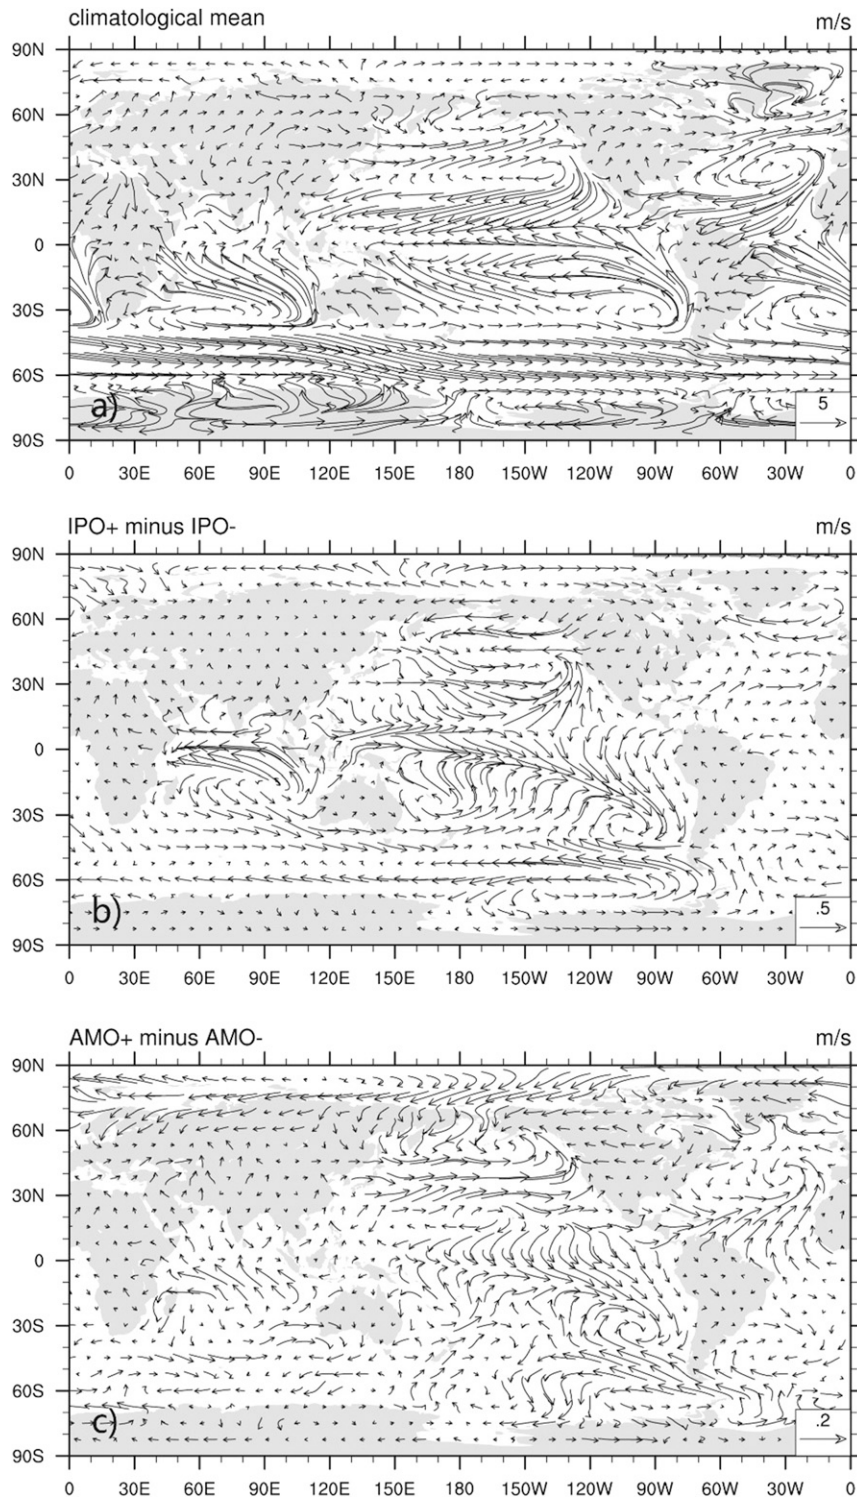 climatological mean m/s
90N
60N
30N
0
30S
60S
90S
a)
5
0 30E 60E 90E 120E 150E 180 150W 120W 90W 60W 30W 0
IPO+ minus IPO- m/s
90N
60N
30N
0
30S
60S
90S
b)
.5
0 30E 60E 90E 120E 150E 180 150W 120W 90W 60W 30W 0
AMO+ minus AMO- m/s
90N
60N
30N
0
30S
60S
90S
c)
.2
0 30E 60E 90E 120E 150E 180 150W 120W 90W 60W 30W 0